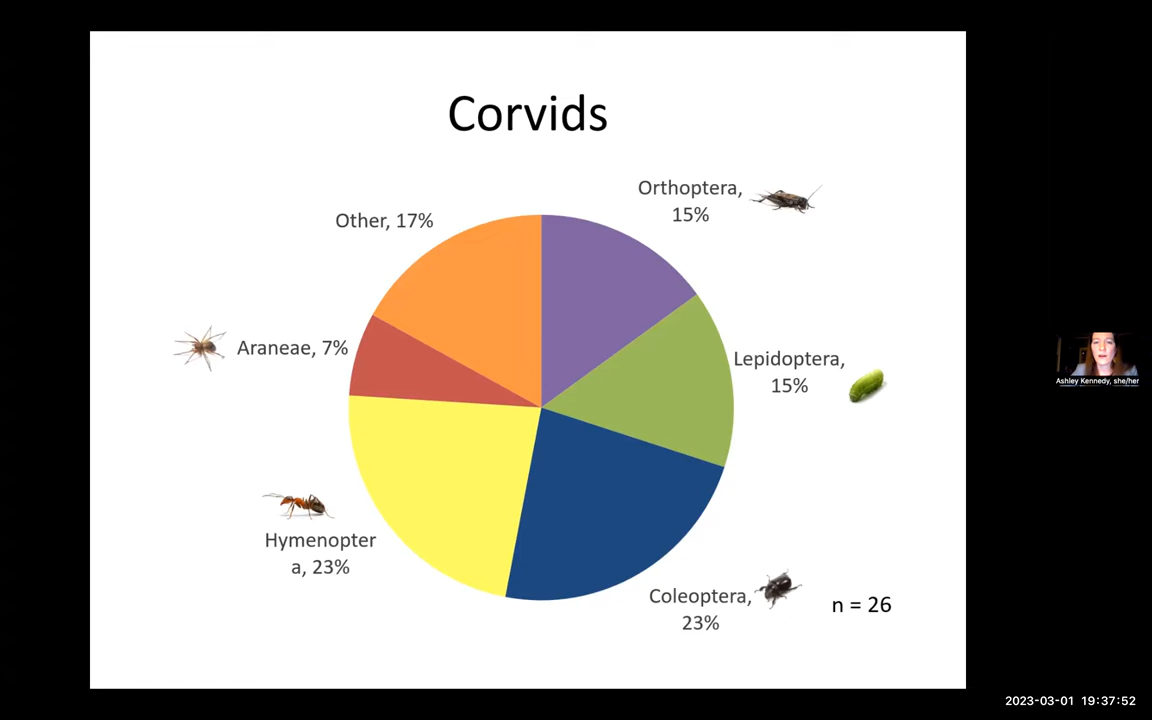 Corvids
Orthoptera,
15%
Other, 17%
Araneae, 7%
Lepidoptera,
15%
Hymenopter
a, 23%
Coleoptera,
23%
n = 26
Ashley Kennedy, she/her
2023-03-01 19:37:52